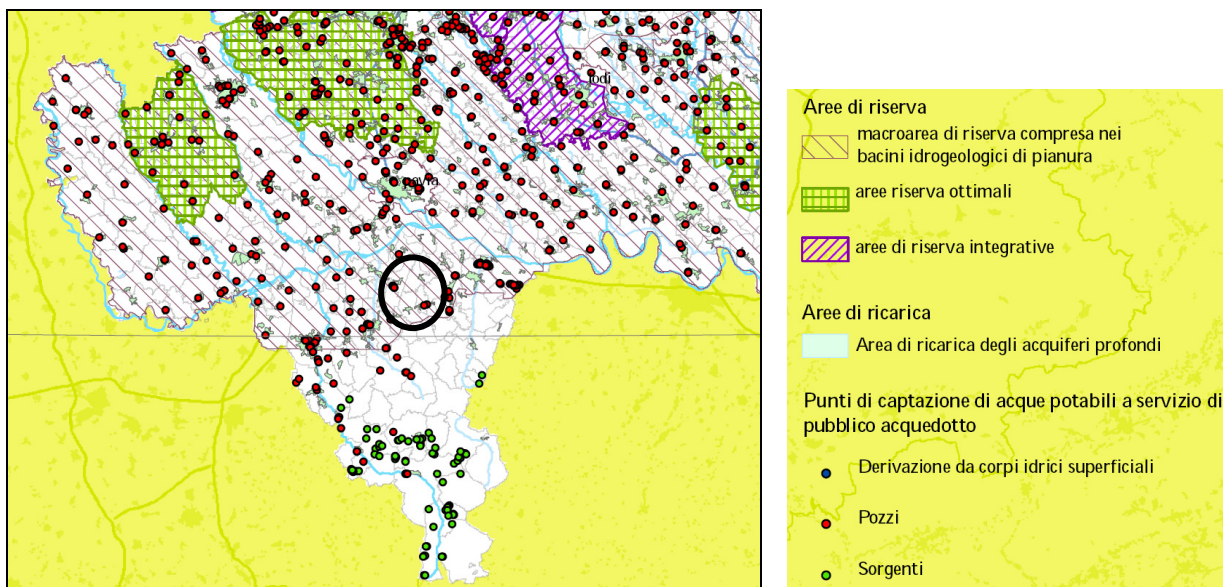 lodi
pavia
Aree di riserva
macroarea di riserva compresa nei
bacini idrogeologici di pianura
aree riserva ottimali
aree di riserva integrative
Aree di ricarica
Area di ricarica degli acquiferi profondi
Punti di captazione di acque potabili a servizio di
pubblico acquedotto
Derivazione da corpi idrici superficiali
Pozzi
Sorgenti